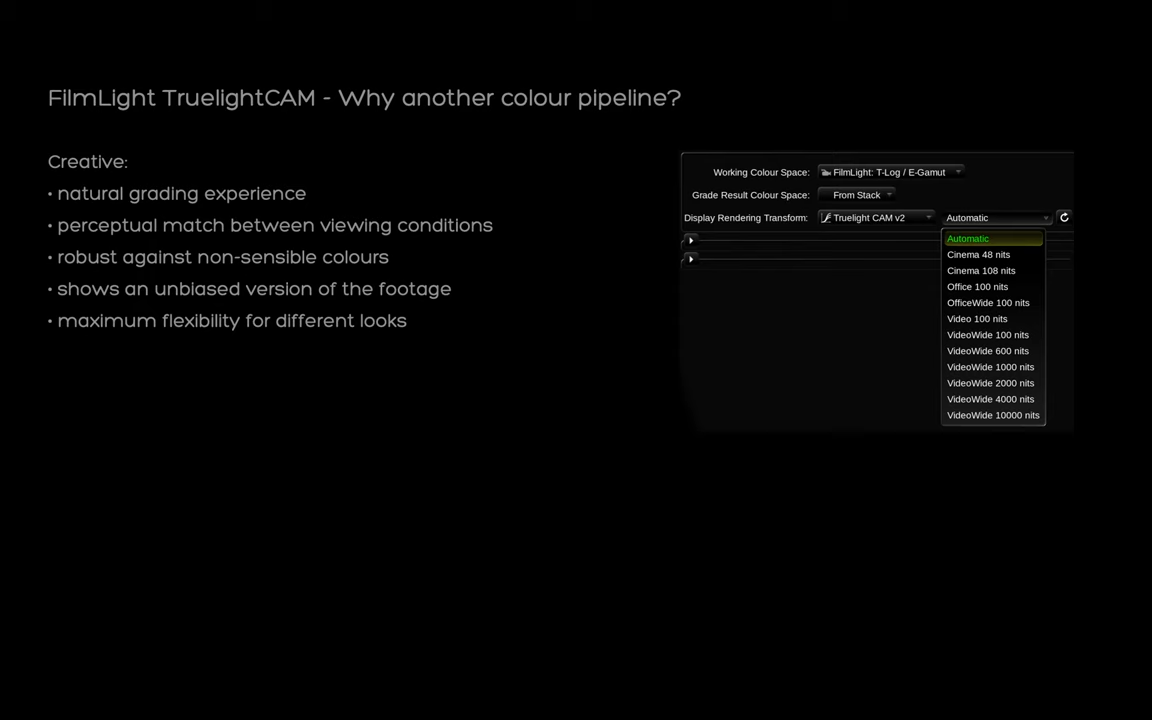 FilmLight TruelightCAM - Why another colour pipeline?
Creative:
• natural grading experience
• perceptual match between viewing conditions
• robust against non-sensible colours
• shows an unbiased version of the footage
• maximum flexibility for different looks
Working Colour Space: FilmLight: T-Log / E-Gamut
Grade Result Colour Space: From Stack
Display Rendering Transform: Truelight CAM v2 Automatic
Automatic
Cinema 48 nits
Cinema 108 nits
Office 100 nits
OfficeWide 100 nits
Video 100 nits
VideoWide 100 nits
VideoWide 600 nits
VideoWide 1000 nits
VideoWide 2000 nits
VideoWide 4000 nits
VideoWide 10000 nits